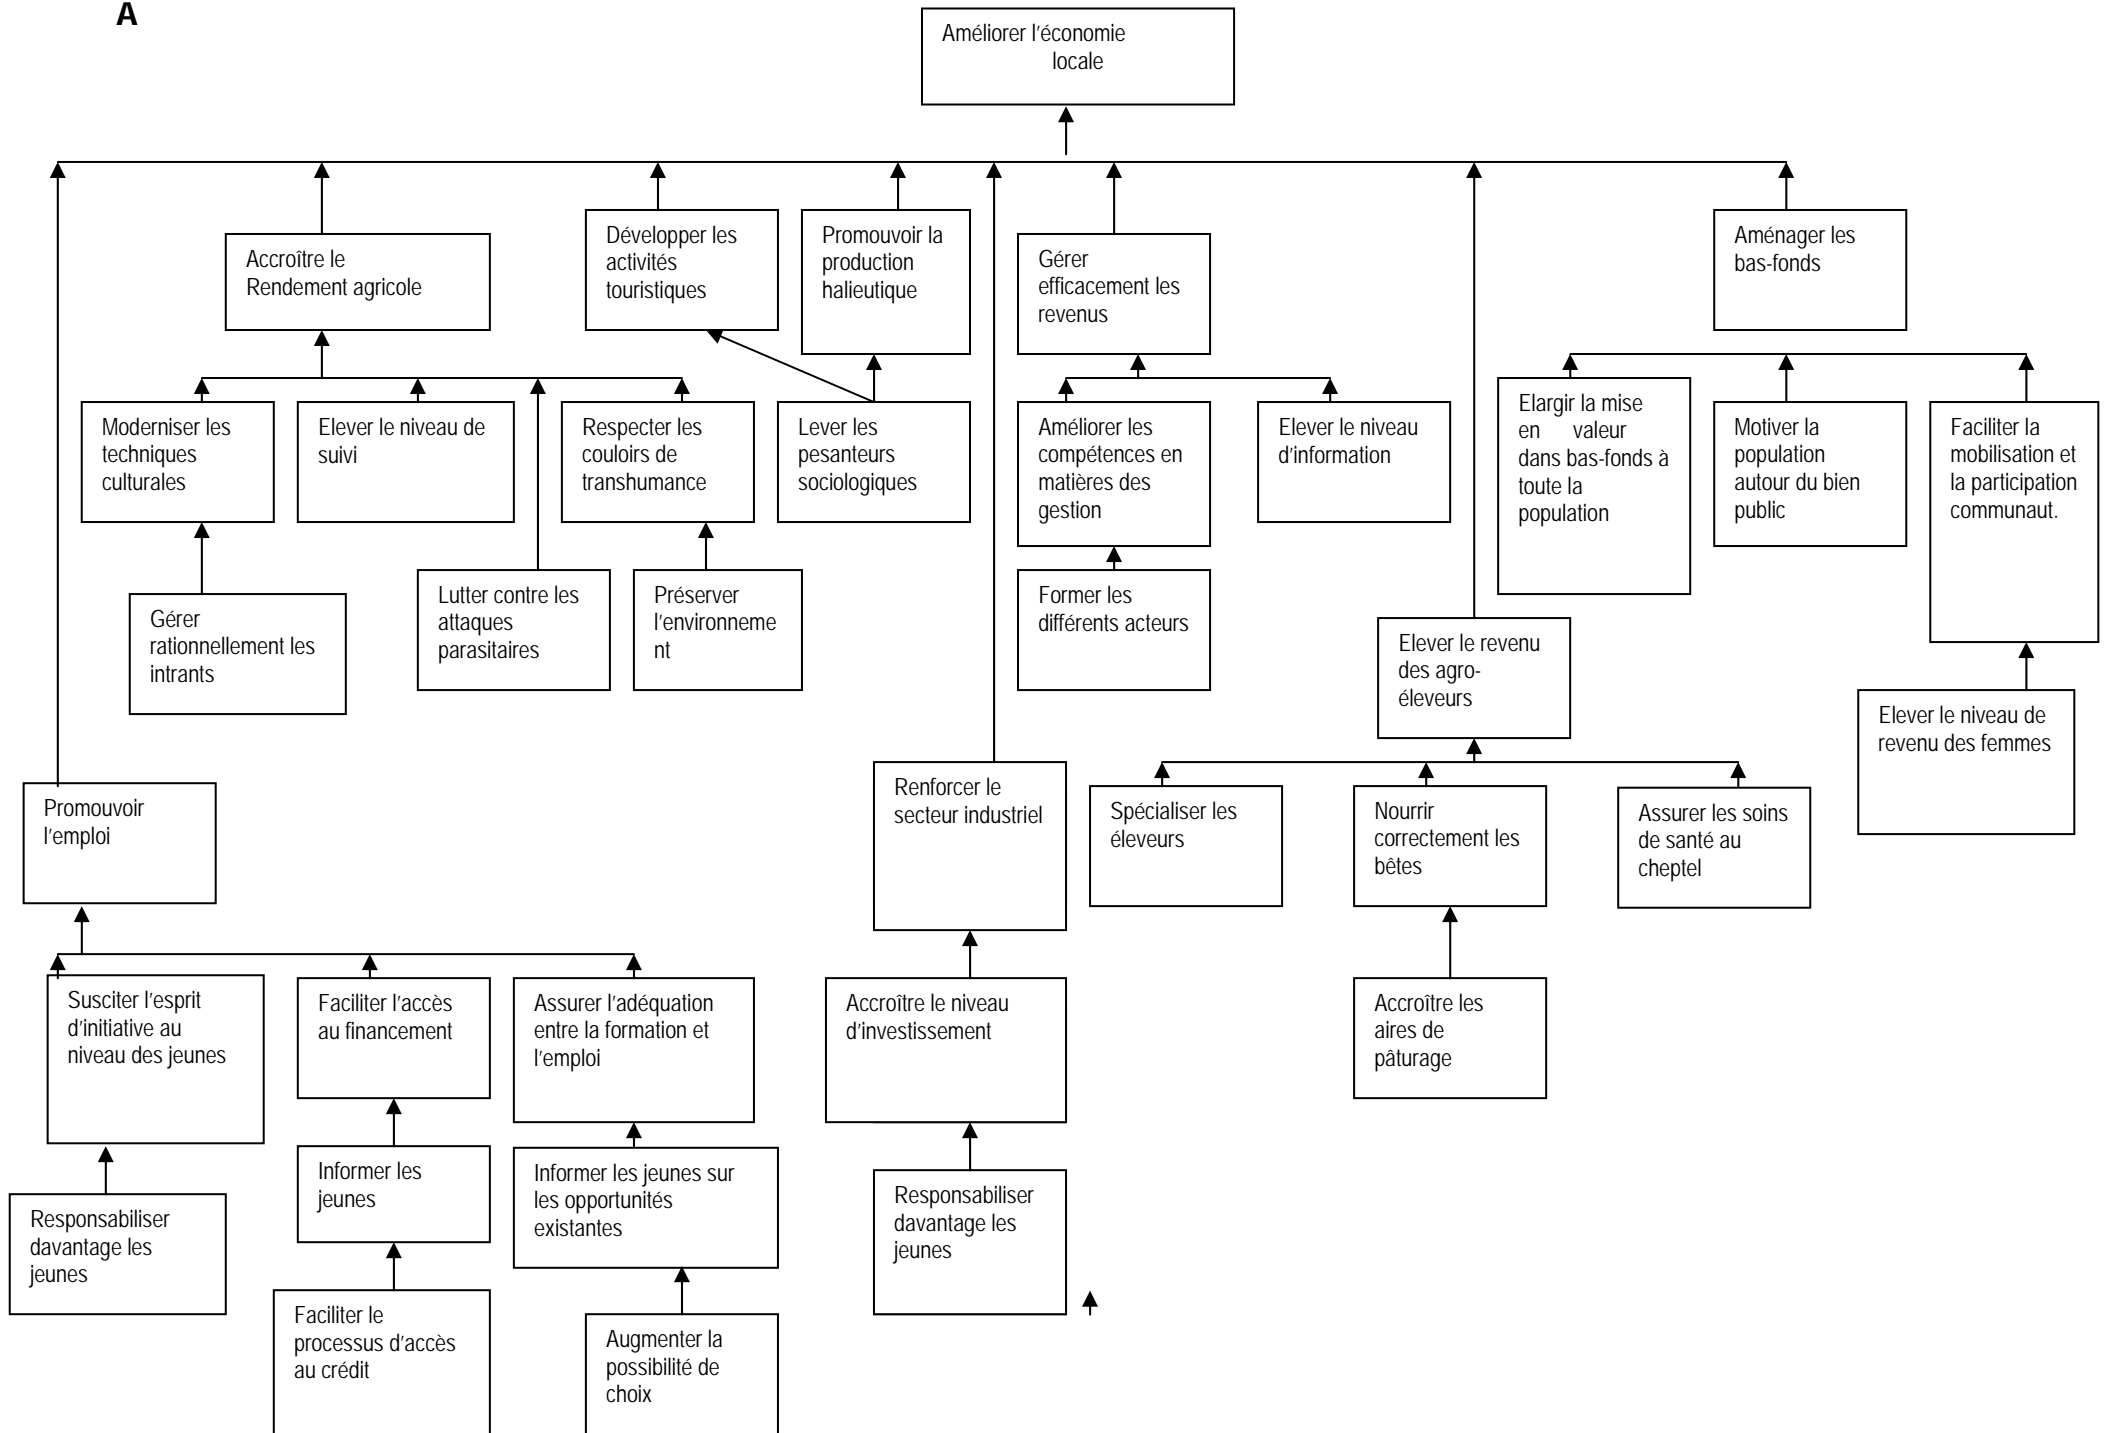 A
Améliorer l'économie
locale
Accroître le
Rendement agricole
Développer les
activités
touristiques
Promouvoir la
production
halieutique
Gérer
efficacement les
revenus
Aménager les
bas-fonds
Moderniser les
techniques
culturales
Elever le niveau de
suivi
Respecter les
couloirs de
transhumance
Lever les
pesanteurs
sociologiques
Améliorer les
compétences en
matières des
gestion
Elever le niveau
d'information
Elargir la mise
en valeur
dans bas-fonds à
toute la
population
Motiver la
population
autour du bien
public
Faciliter la
mobilisation et
la participation
communaut.
Gérer
rationnellement les
intrants
Lutter contre les
attaques
parasitaires
Préserver
l'environneme
nt
Former les
différents acteurs
Elever le revenu
des agro-
éleveurs
Elever le niveau de
revenu des femmes
Promouvoir
l'emploi
Renforcer le
secteur industriel
Spécialiser les
éleveurs
Nourrir
correctement les
bêtes
Assurer les soins
de santé au
cheptel
Susciter l'esprit
d'initiative au
niveau des jeunes
Faciliter l'accès
au financement
Assurer l'adéquation
entre la formation et
l'emploi
Accroître le niveau
d'investissement
Accroître les
aires de
pâturage
Responsabiliser
davantage les
jeunes
Informer les
jeunes
Informer les jeunes sur
les opportunités
existantes
Responsabiliser
davantage les
jeunes
Faciliter le
processus d'accès
au crédit
Augmenter la
possibilité de
choix